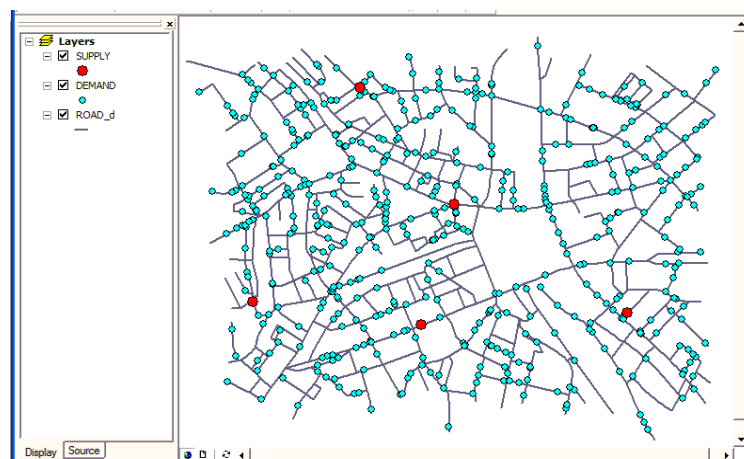 Layers
SUPPLY
DEMAND
ROAD_d
Display Source